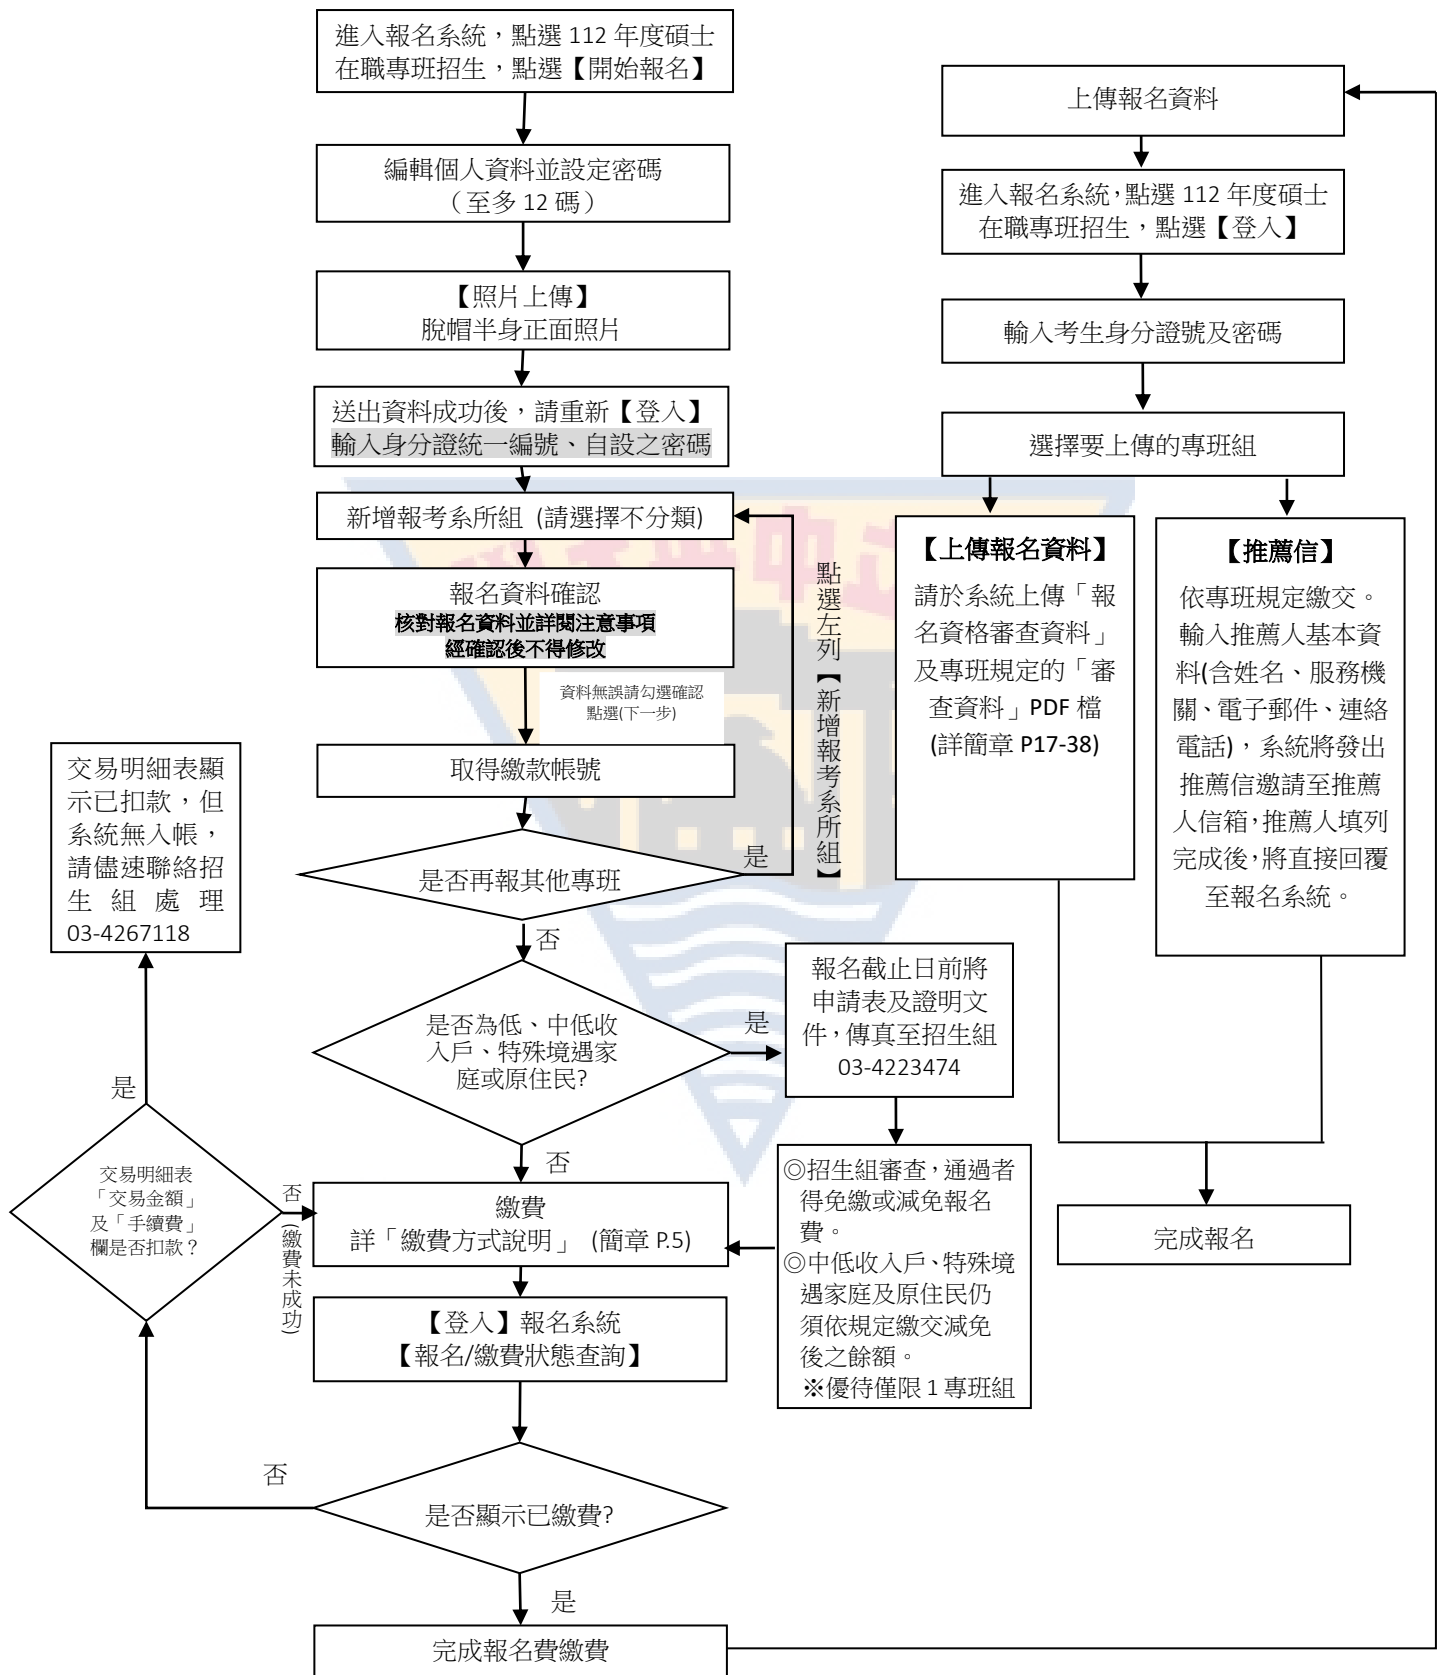 進入報名系統，點選 112 年度碩士
在職專班招生，點選【開始報名】
編輯個人資料並設定密碼
（至多 12 碼）
【照片上傳】
脫帽半身正面照片
送出資料成功後，請重新【登入】
輸入身分證統一編號、自設之密碼
新增報考系所組 (請選擇不分類)
報名資料確認
核對報名資料並詳閱注意事項
經確認後不得修改
資料無誤請勾選確認
點選(下一步)
取得繳款帳號
是否再報其他專班
是
點選左列【新增報考系所組】
否
是否為低、中低收
入戶、特殊境遇家
庭或原住民?
是
報名截止日前將
申請表及證明文
件，傳真至招生組
03-4223474
◎招生組審查，通過者
得免繳或減免報名
費。
◎中低收入戶、特殊境
遇家庭及原住民仍
須依規定繳交減免
後之餘額。
※優待僅限 1 專班組
否
繳費
詳「繳費方式說明」 (簡章 P.5)
【登入】報名系統
【報名/繳費狀態查詢】
是否顯示已繳費?
否
交易明細表
「交易金額」
及「手續費」
欄是否扣款？
否(繳費未成功)
是
交易明細表顯
示已扣款，但
系統無入帳，
請儘速聯絡招
生組處理
03-4267118
是
完成報名費繳費
上傳報名資料
進入報名系統，點選 112 年度碩士
在職專班招生，點選【登入】
輸入考生身分證號及密碼
選擇要上傳的專班組
【上傳報名資料】
請於系統上傳「報
名資格審查資料」
及專班規定的「審
查資料」PDF 檔
(詳簡章 P17-38)
【推薦信】
依專班規定繳交。
輸入推薦人基本資
料(含姓名、服務機
關、電子郵件、連絡
電話)，系統將發出
推薦信邀請至推薦
人信箱，推薦人填列
完成後，將直接回覆
至報名系統。
完成報名